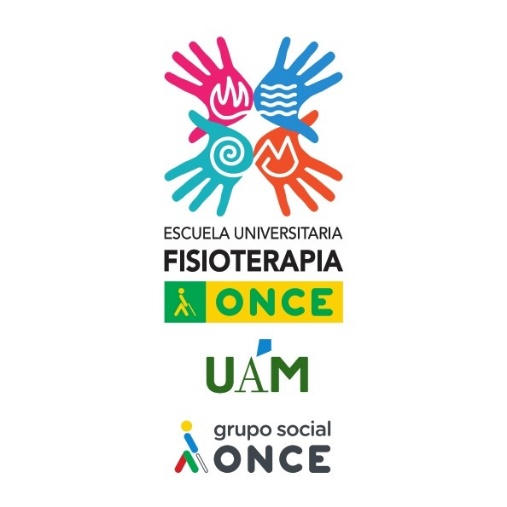 ESCUELA UNIVERSITARIA
FISIOTERAPIA
ONCE
UAM
grupo social
ONCE